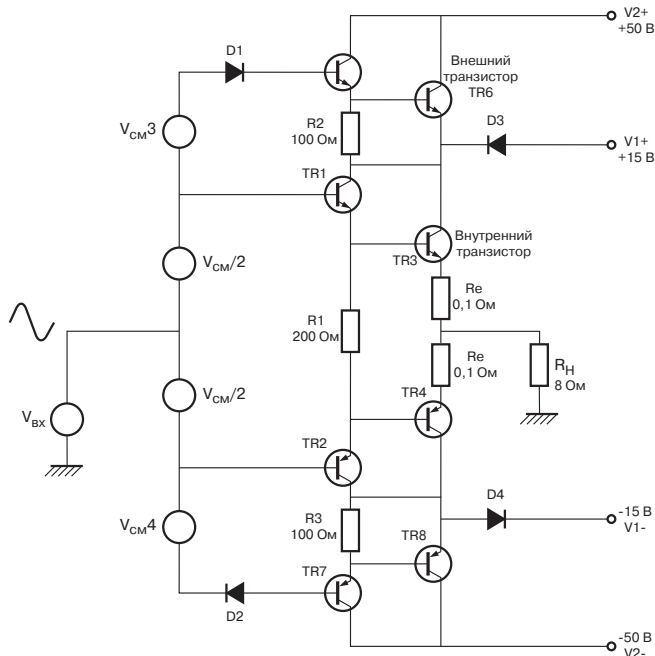 V2+
+50 В
D1
Внешний
транзистор
TR6
D3
Vсм3
R2
100 Ом
V1+
+15 В
TR1
Внутренний
транзистор
TR3
Vсм/2
Re
0,1 Ом
R1
200 Ом
Re
0,1 Ом
RН
8 Ом
Vсм/2
TR4
Vвх
TR2
D4
-15 В
V1-
Vсм4
R3
100 Ом
TR8
TR7
D2
-50 В
V2-